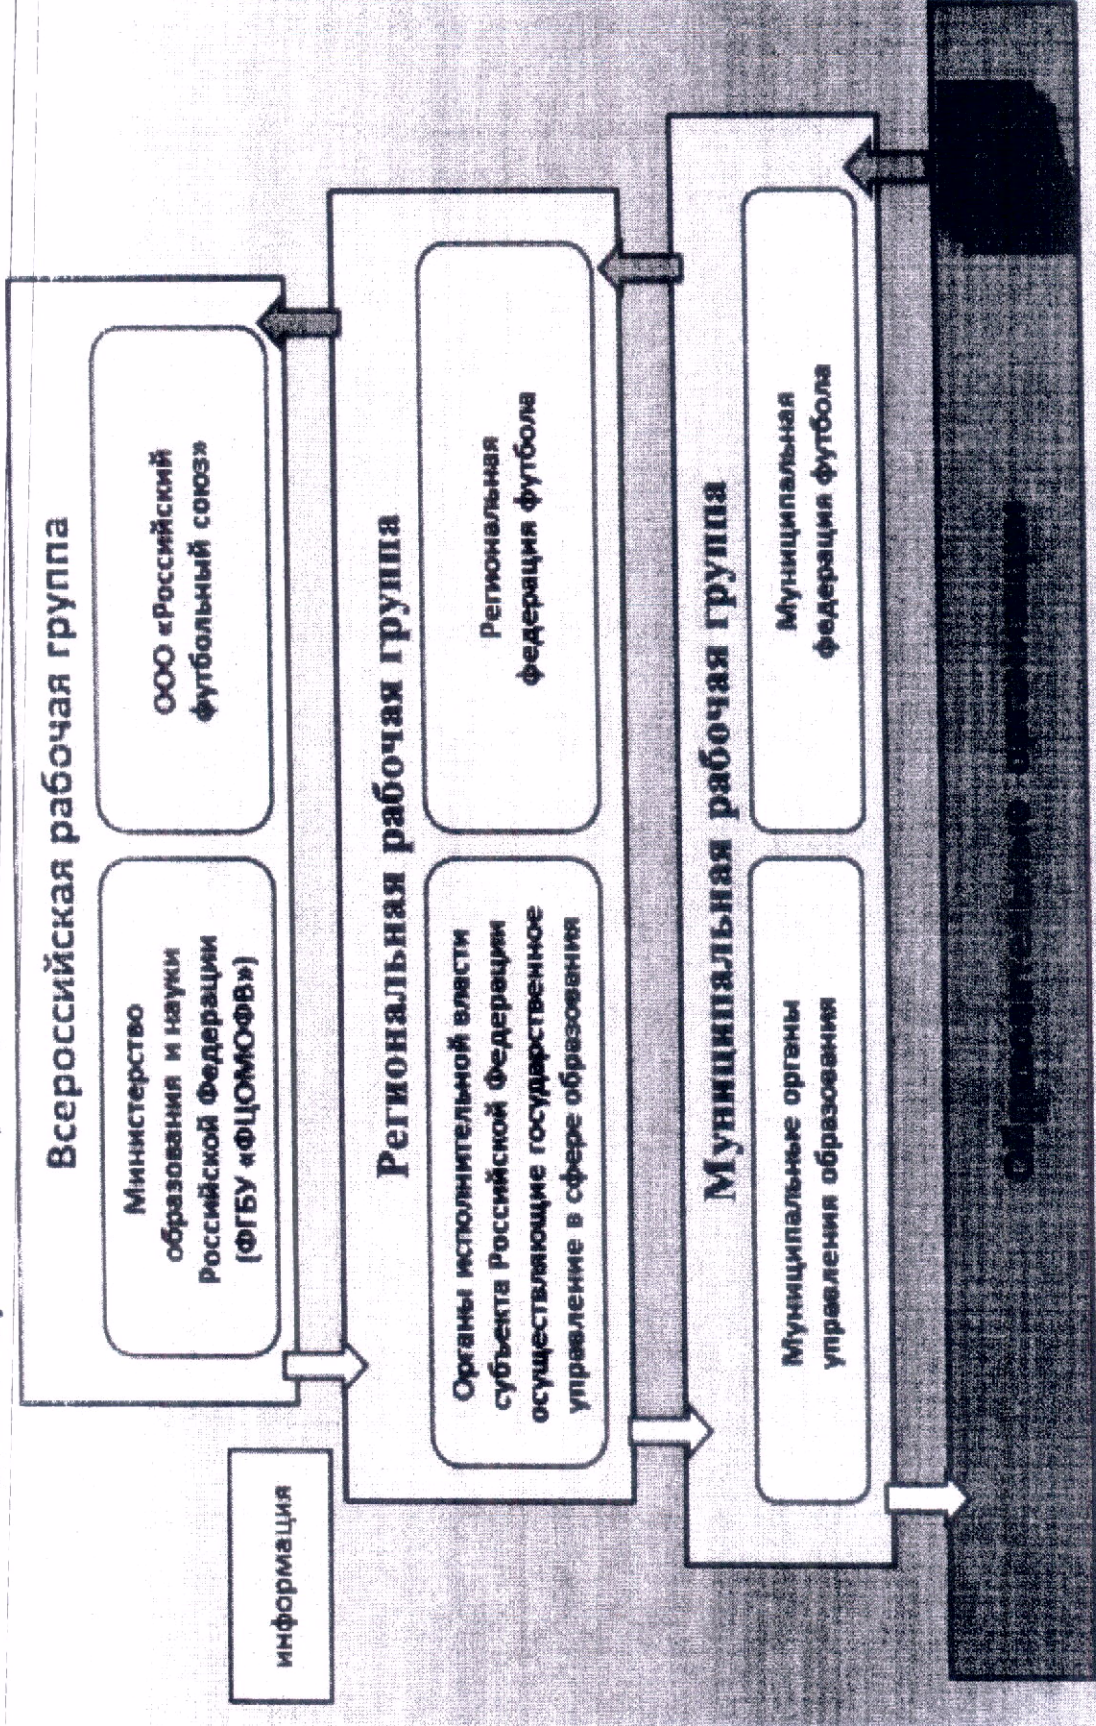 Всероссийская рабочая группа
Министерство
образования и науки
Российской Федерации
(ФГБУ «ФЦОМОФВ»)
ООО «Российский
футбольный союз»
информация
Региональная рабочая группа
Органы исполнительной власти
субъекта Российской Федерации
осуществляющие государственное
управление в сфере образования
Региональная
федерация футбола
Муниципальная рабочая группа
Муниципальные органы
управления образования
Муниципальная
федерация футбола
Образовательные организации